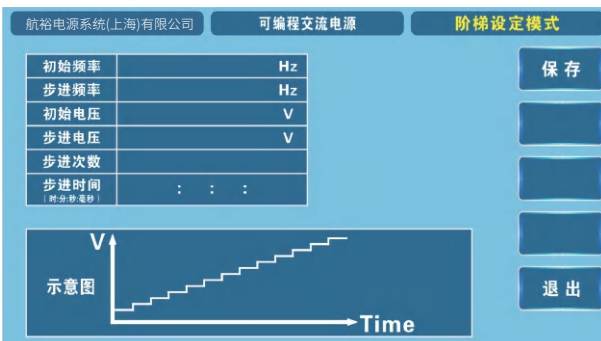 航裕电源系统(上海)有限公司 可编程交流电源 阶梯设定模式
初始频率 Hz
步进频率 Hz
初始电压 V
步进电压 V
步进次数
步进时间 : : :
(时:分:秒:毫秒)
保存
V
示意图
Time
退出